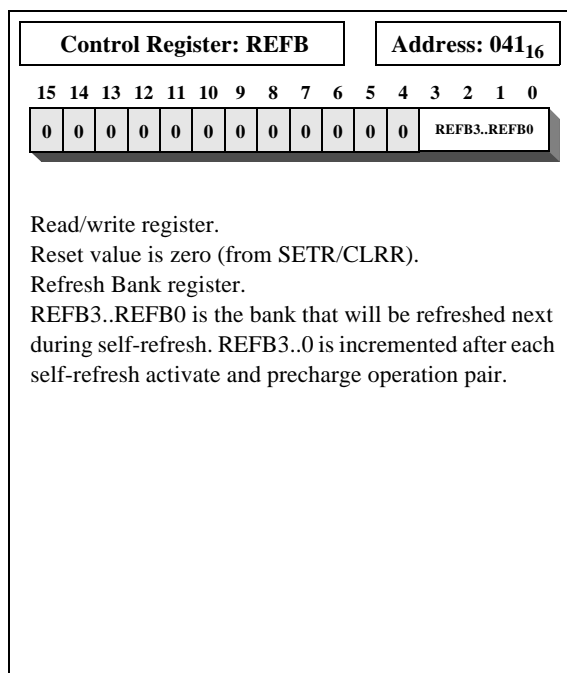 Control Register: REFB
Address: 041₁₆
15 14 13 12 11 10 9 8 7 6 5 4 3 2 1 0
0 0 0 0 0 0 0 0 0 0 0 0 REFB3..REFB0
Read/write register.
Reset value is zero (from SETR/CLRR).
Refresh Bank register.
REFB3..REFB0 is the bank that will be refreshed next
during self-refresh. REFB3..0 is incremented after each
self-refresh activate and precharge operation pair.